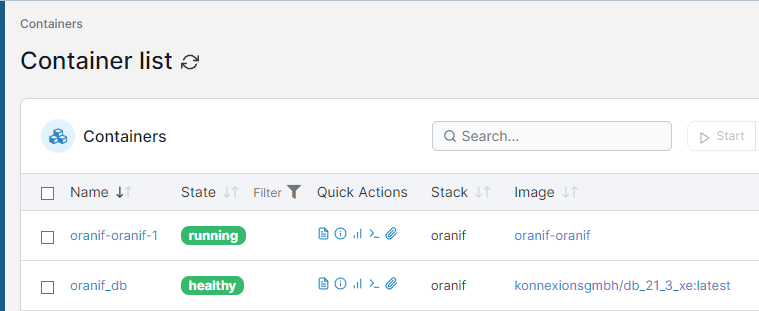 Containers
Container list
Containers Search... Start
Name State Filter Quick Actions Stack Image
oranif-oranif-1 running oranif oranif-oranif
oranif_db healthy oranif konnexionsgmbh/db_21_3_xe:latest